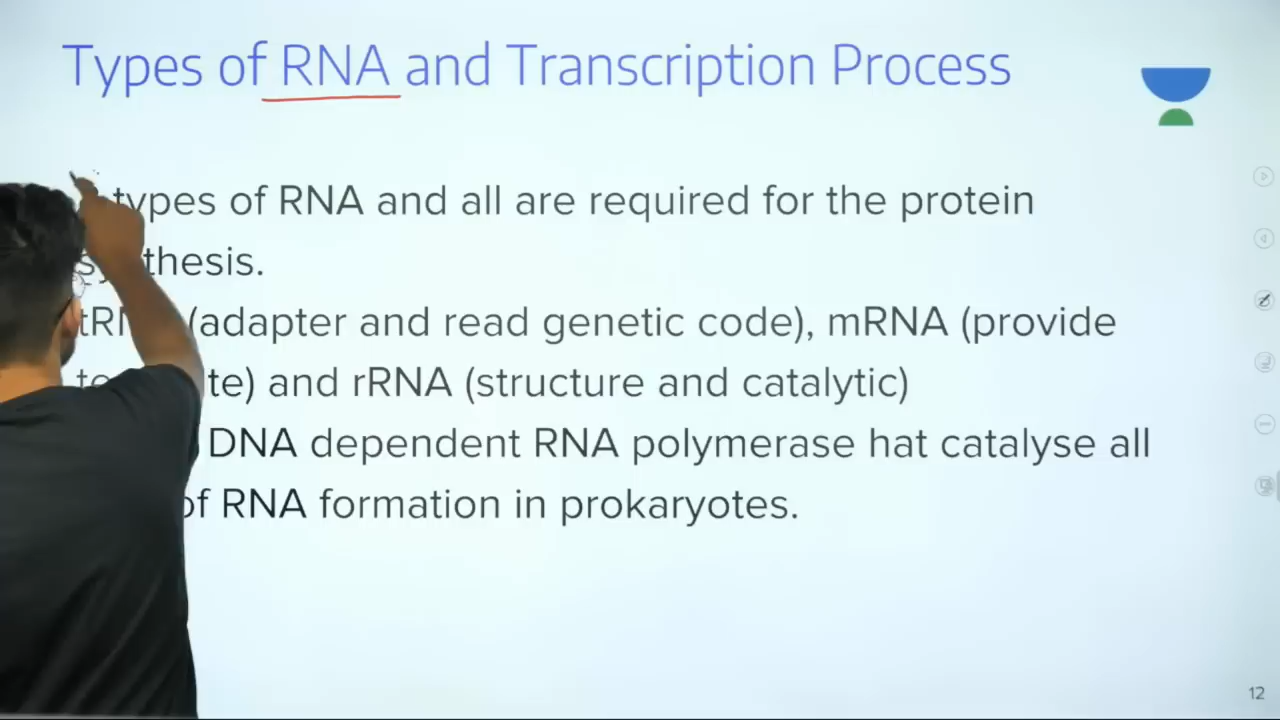 Types of RNA and Transcription Process
types of RNA and all are required for the protein
synthesis.
(adapter and read genetic code), mRNA (provide
and rRNA (structure and catalytic)
DNA dependent RNA polymerase hat catalyse all
of RNA formation in prokaryotes.
12